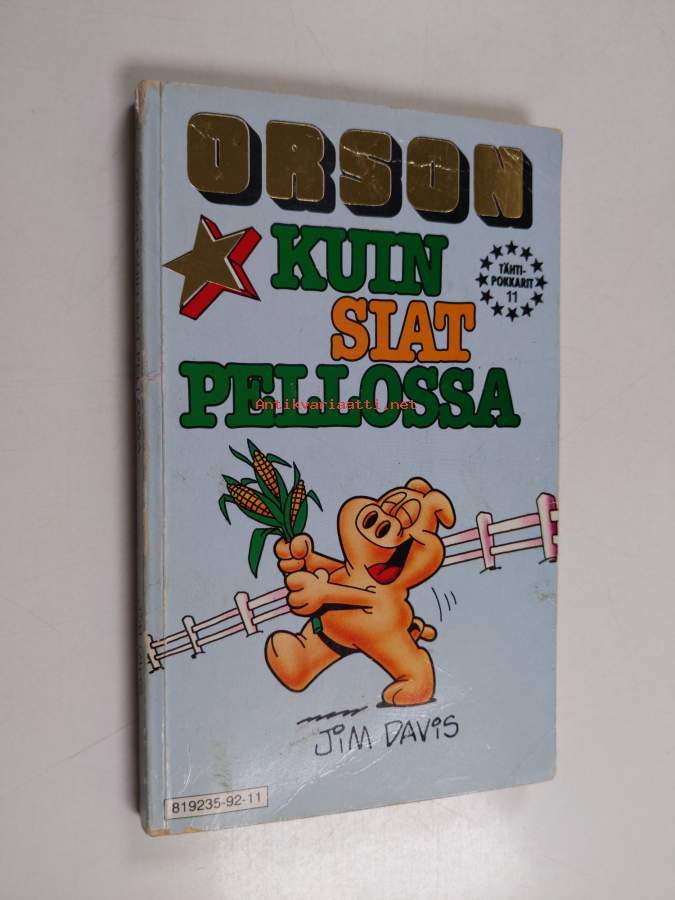 ORSON
KUIN
SIAT
PELLOSSA
TÄHTI-
POKKARIT
11
Antikvariaatti.net
JIM DAVIS
819235-92-11